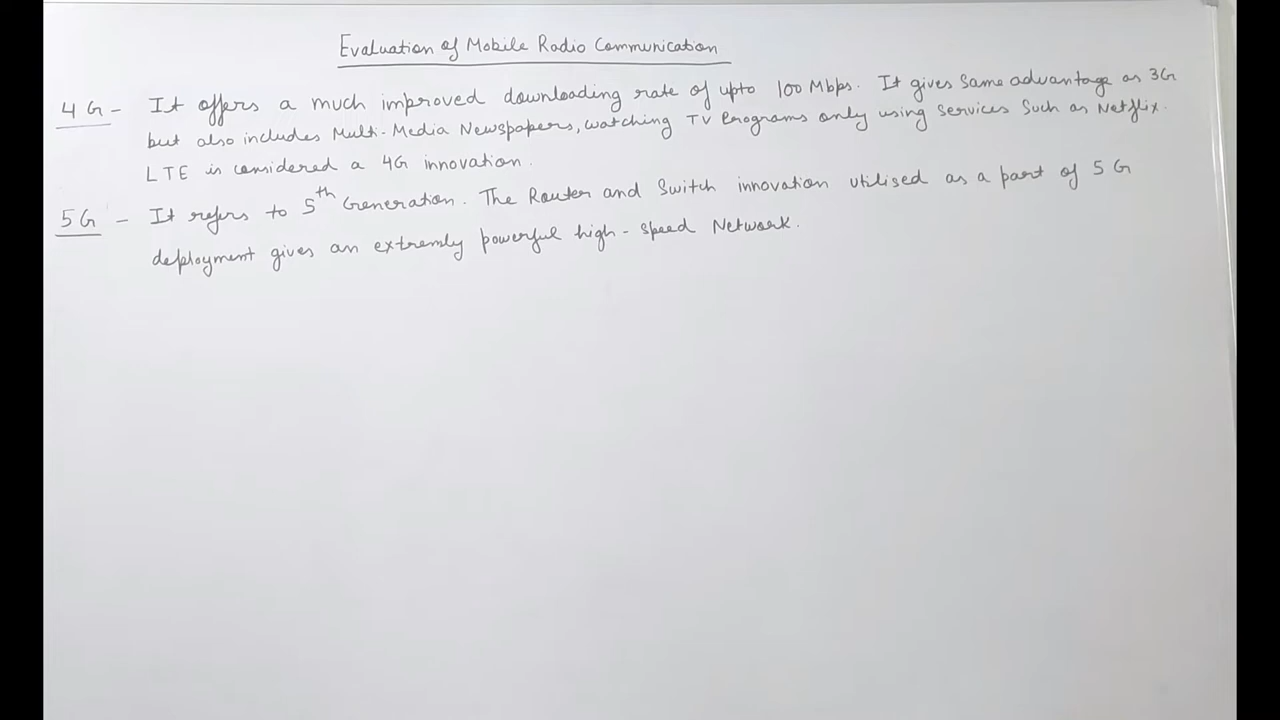 Evaluation of Mobile Radio Communication
4G - It offers a much improved downloading rate of upto 100 Mbps. It gives Same advantage as 3G
but also includes Multi-Media Newspapers, watching TV Programs only using services Such as Netflix.
LTE is considered a 4G innovation.
5G - It refers to 5th Generation. The Router and Switch innovation utilised as a part of 5G
deployment gives an extremly powerful high-speed Network.